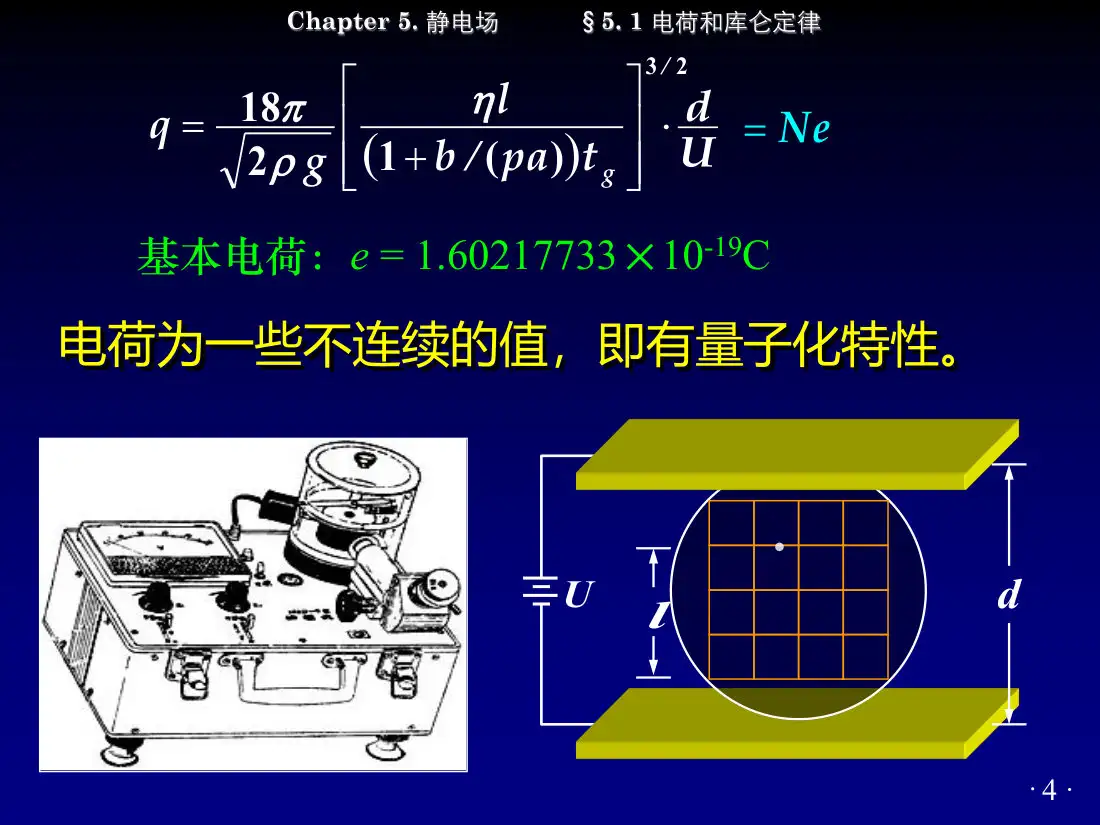 Chapter 5. 静电场 §5. 1 电荷和库仑定律
q = 18π / √(2ρg) [ ηl / ((1 + b/(pa)) t_g) ]^{3/2} · d/U = Ne
基本电荷：e = 1.60217733×10^{-19}C
电荷为一些不连续的值，即有量子化特性。
U
l
d
· 4 ·